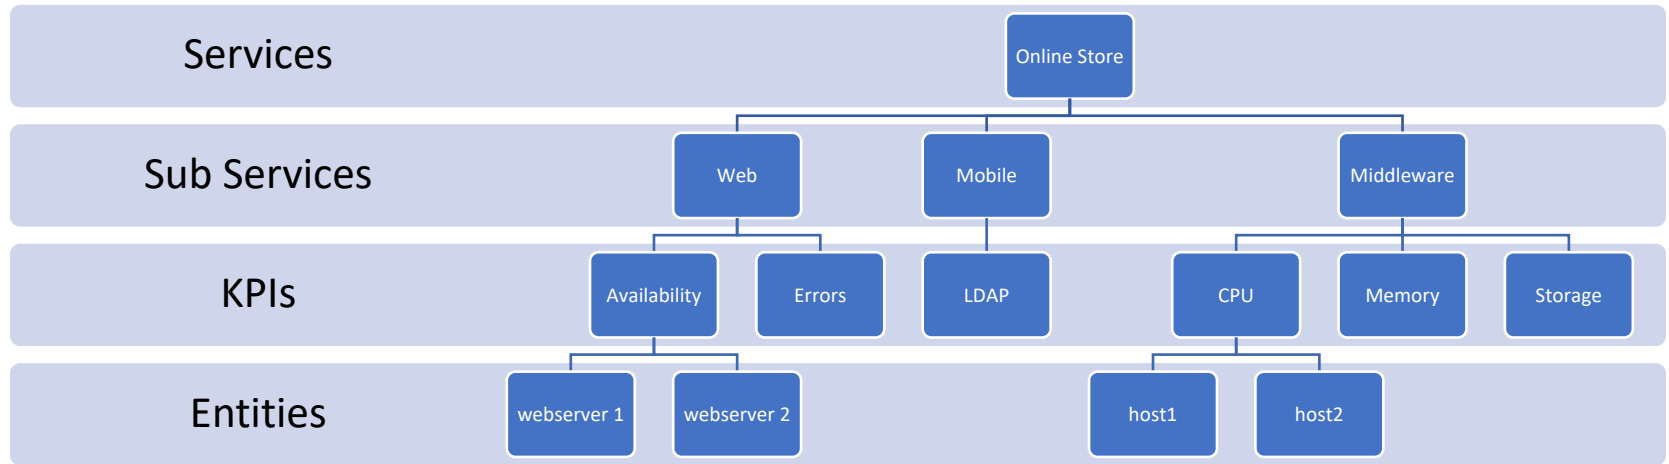 Services
Online Store
Sub Services
Web
Mobile
Middleware
KPIs
Availability
Errors
LDAP
CPU
Memory
Storage
Entities
webserver 1
webserver 2
host1
host2